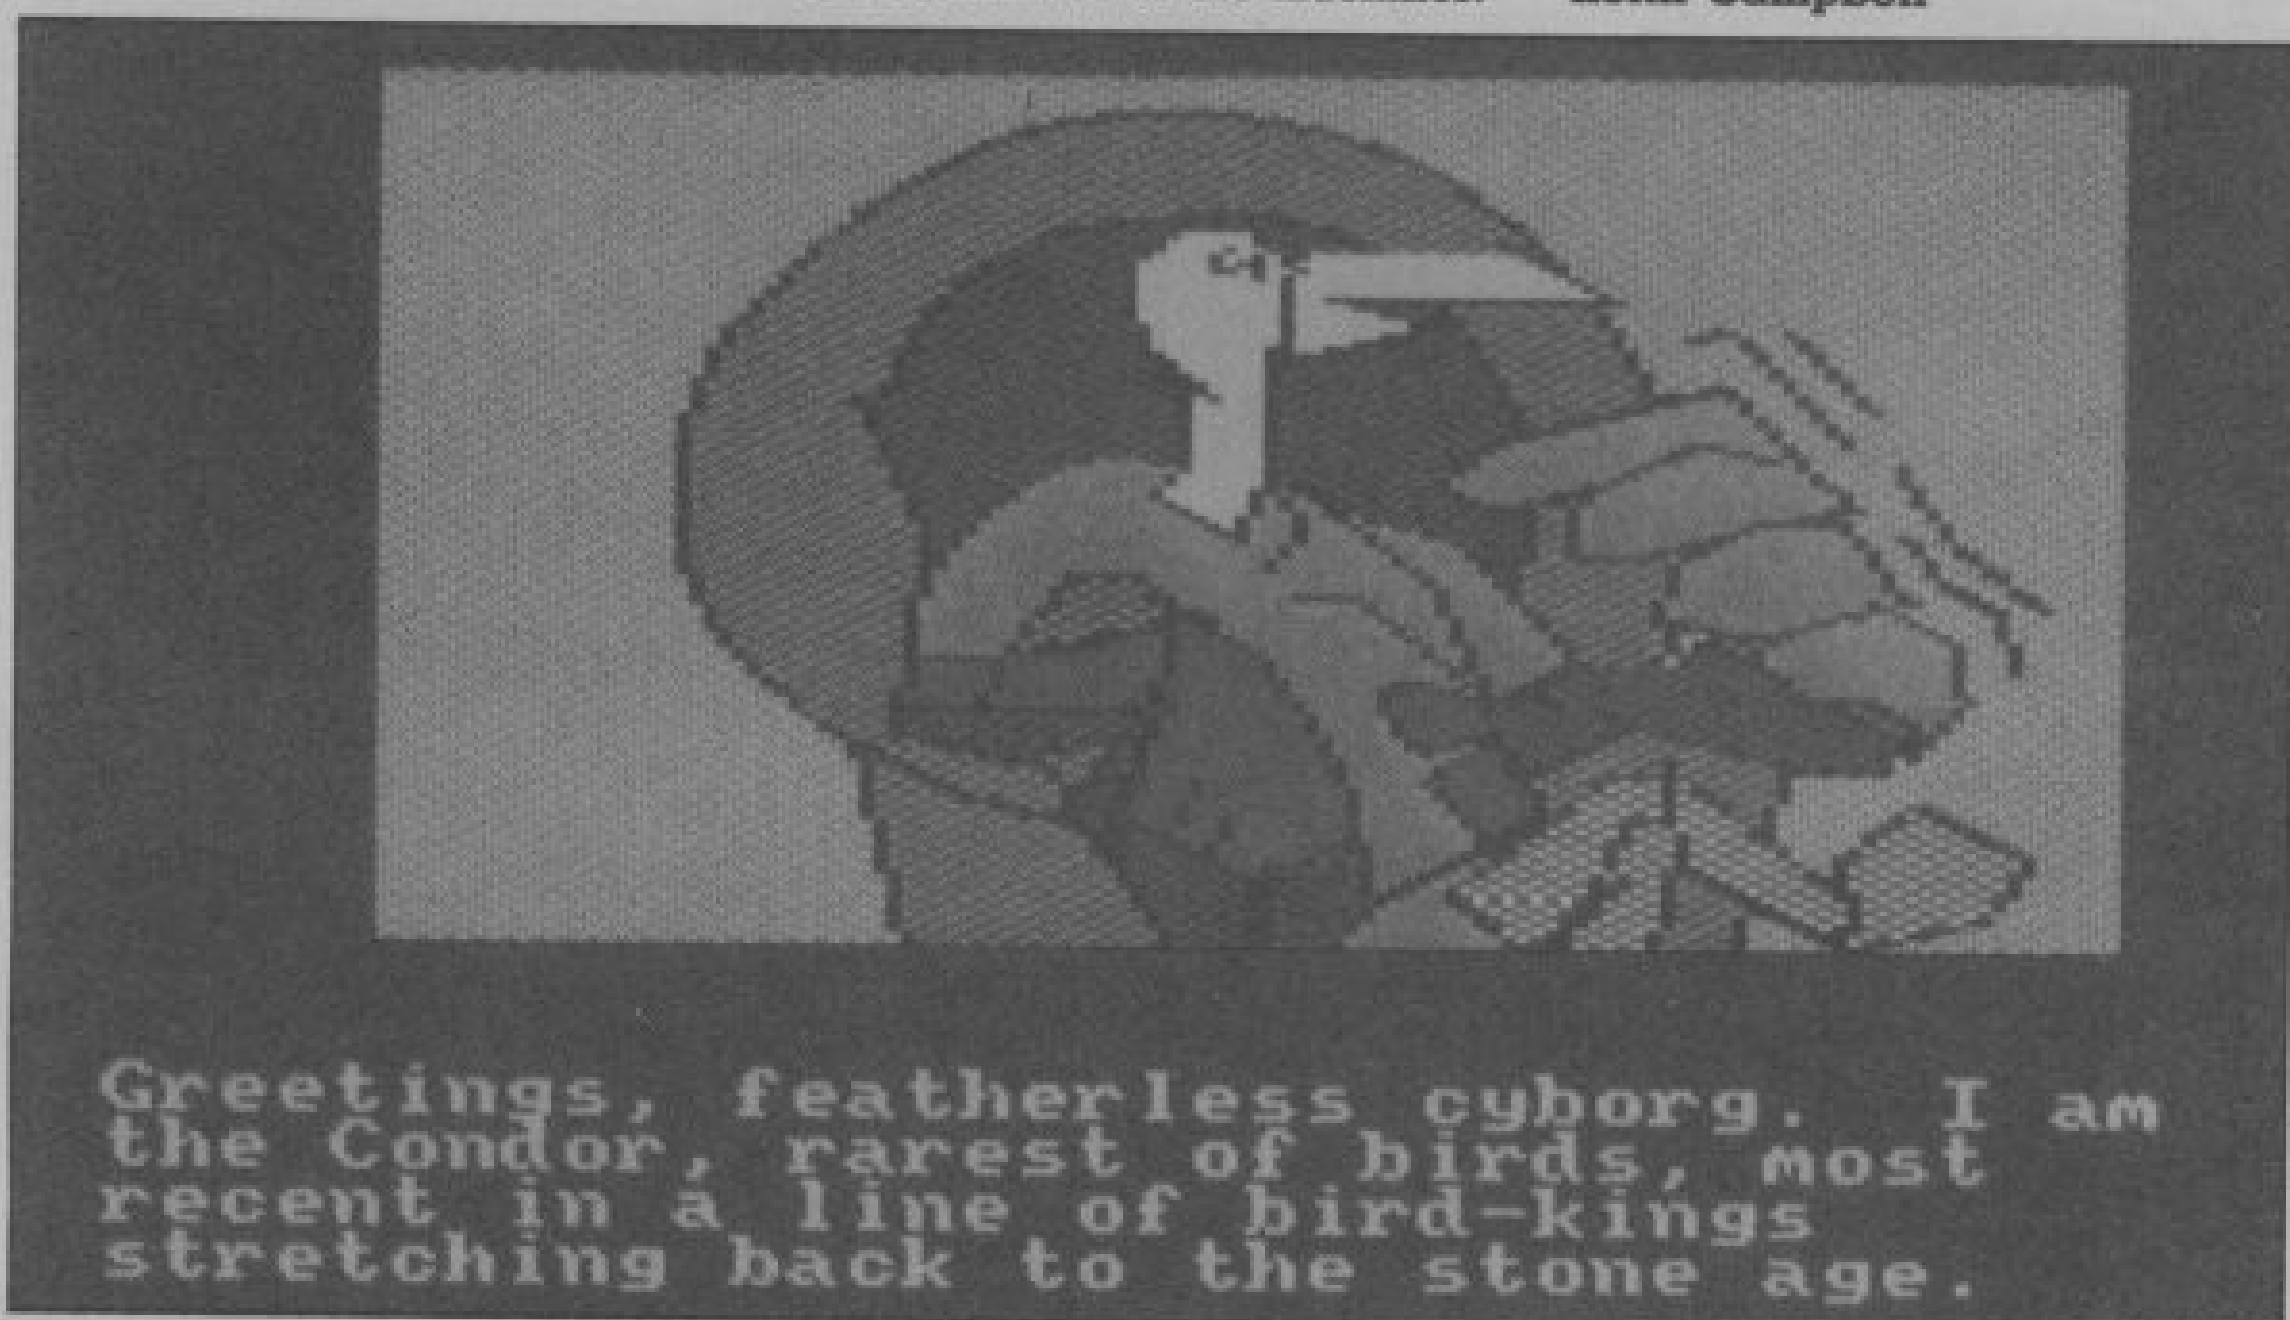 Campbell
Greetings, featherless cyborg. I am
the Condor, rarest of birds, most
recent in a line of bird-kings
stretching back to the stone age.